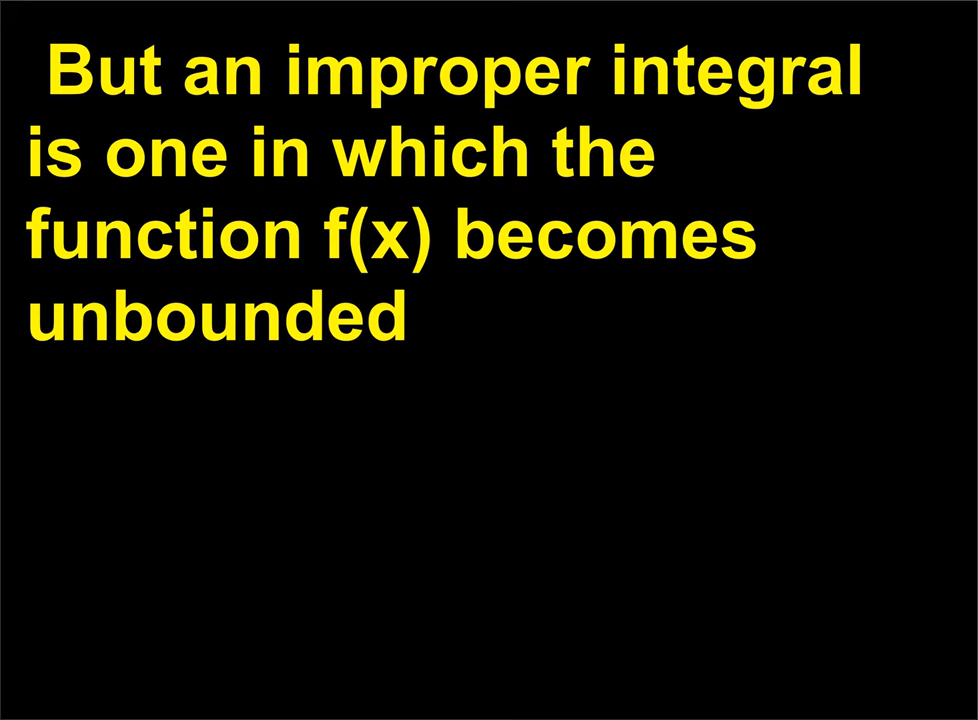 But an improper integral
is one in which the
function f(x) becomes
unbounded